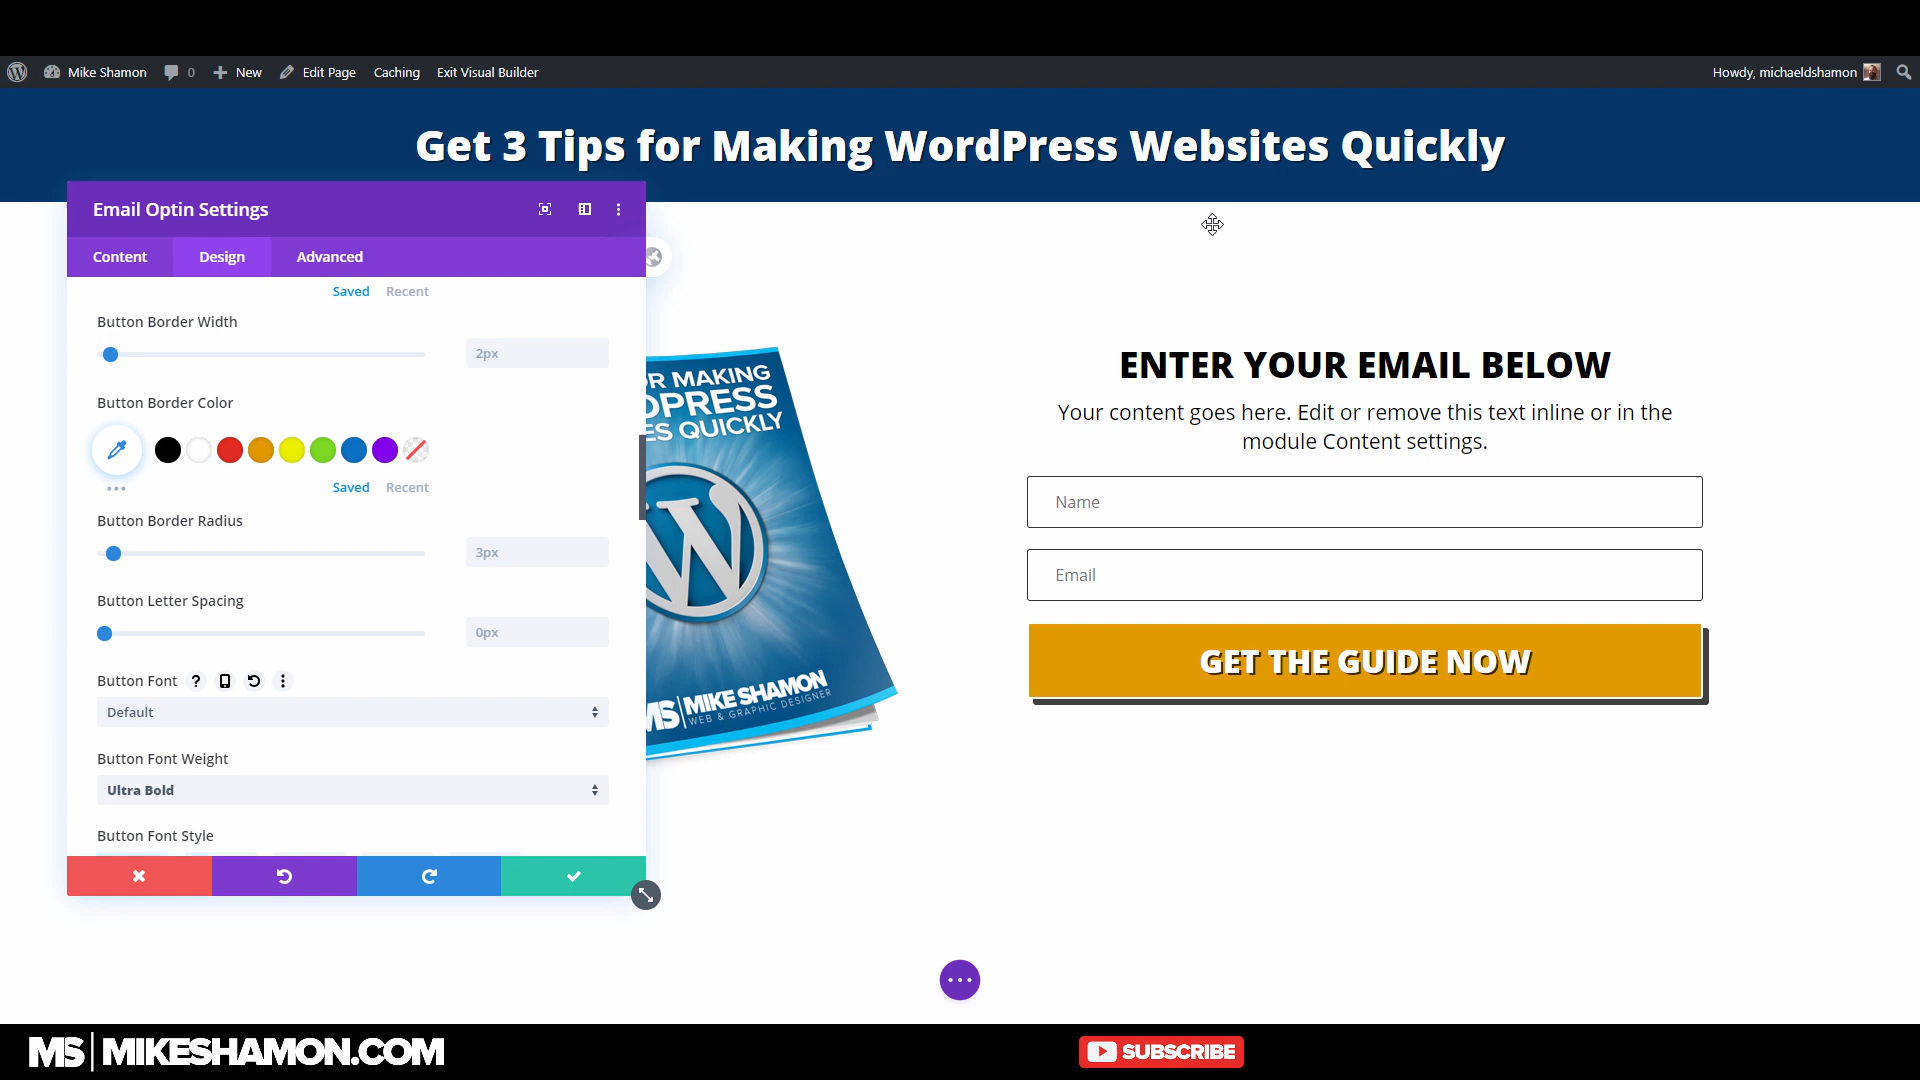 Mike Shamon 0 New Edit Page Caching Exit Visual Builder Howdy, michaeldshamon
Get 3 Tips for Making WordPress Websites Quickly
Email Optin Settings
Content Design Advanced
Saved Recent
Button Border Width
2px
Button Border Color
Saved Recent
Button Border Radius
3px
Button Letter Spacing
0px
Button Font ?
Default
Button Font Weight
Ultra Bold
Button Font Style
OR MAKING
DPRESS
ES QUICKLY
W
MS MIKE SHAMON
WEB & GRAPHIC DESIGNER
ENTER YOUR EMAIL BELOW
Your content goes here. Edit or remove this text inline or in the
module Content settings.
Name
Email
GET THE GUIDE NOW
MS MIKESHAMON.COM
SUBSCRIBE